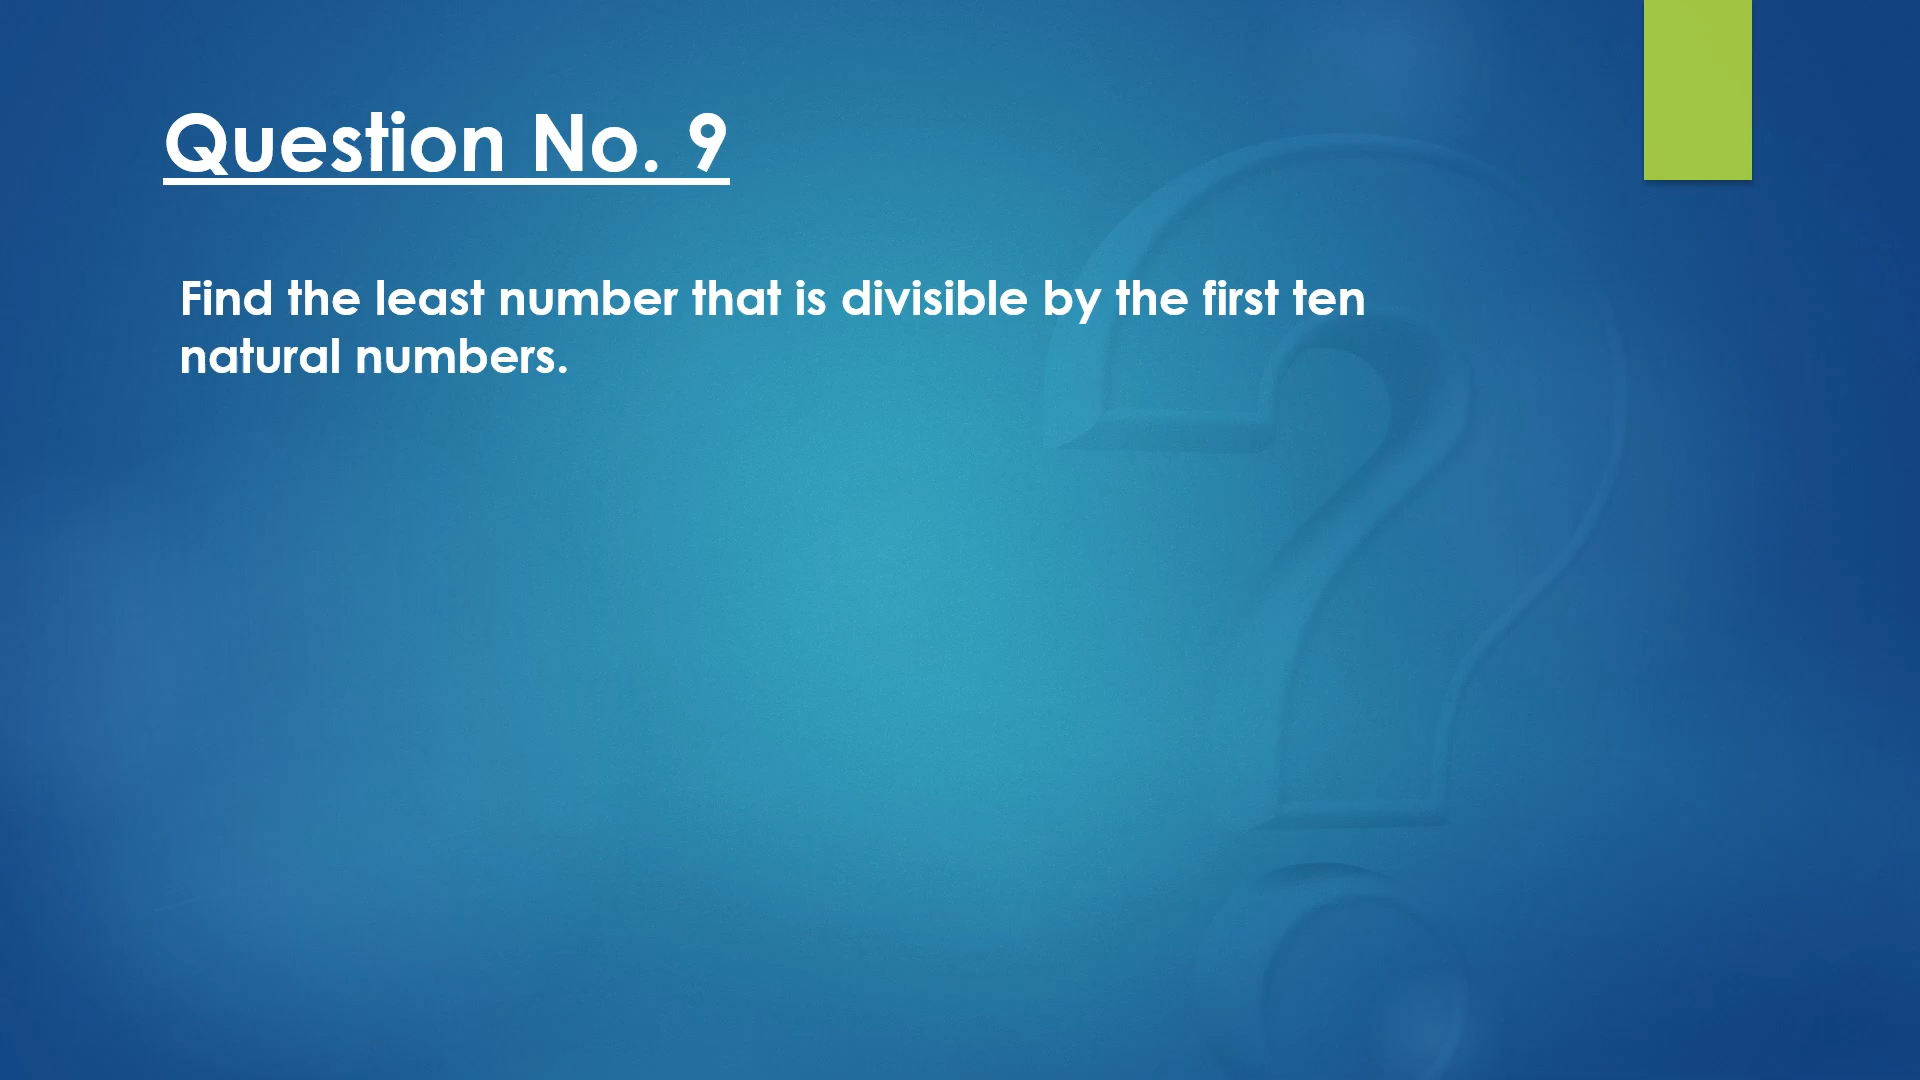 Question No. 9
Find the least number that is divisible by the first ten
natural numbers.